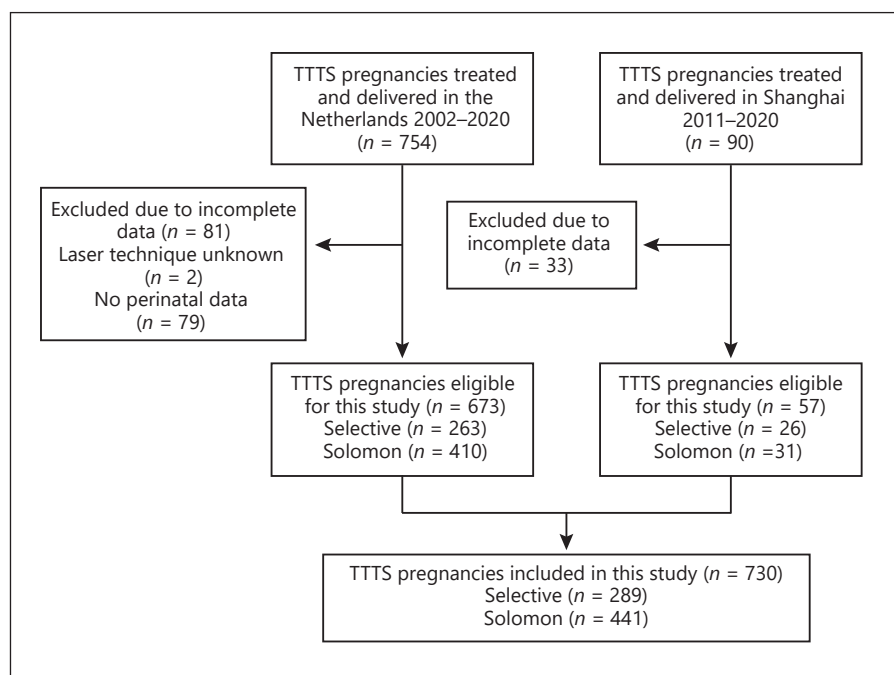 TTTS pregnancies treated
and delivered in the
Netherlands 2002–2020
(n = 754)
TTTS pregnancies treated
and delivered in Shanghai
2011–2020
(n = 90)
Excluded due to incomplete
data (n = 81)
Laser technique unknown
(n = 2)
No perinatal data
(n = 79)
Excluded due to
incomplete data
(n = 33)
TTTS pregnancies eligible
for this study (n = 673)
Selective (n = 263)
Solomon (n = 410)
TTTS pregnancies eligible
for this study (n = 57)
Selective (n = 26)
Solomon (n =31)
TTTS pregnancies included in this study (n = 730)
Selective (n = 289)
Solomon (n = 441)